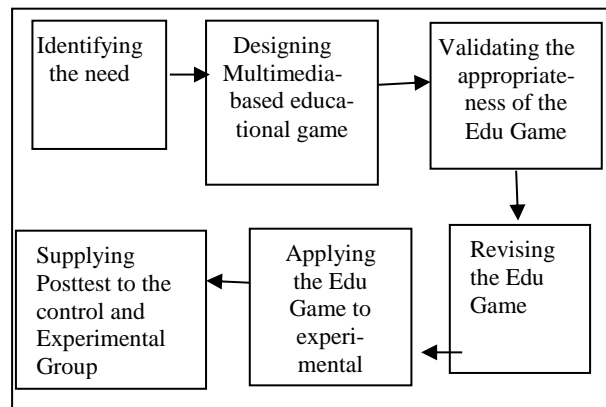 Identifying
the need
Designing
Multimedia-
based educa-
tional game
Validating the
appropriate-
ness of the
Edu Game
Revising
the Edu
Game
Applying
the Edu
Game to
experi-
mental
Supplying
Posttest to the
control and
Experimental
Group